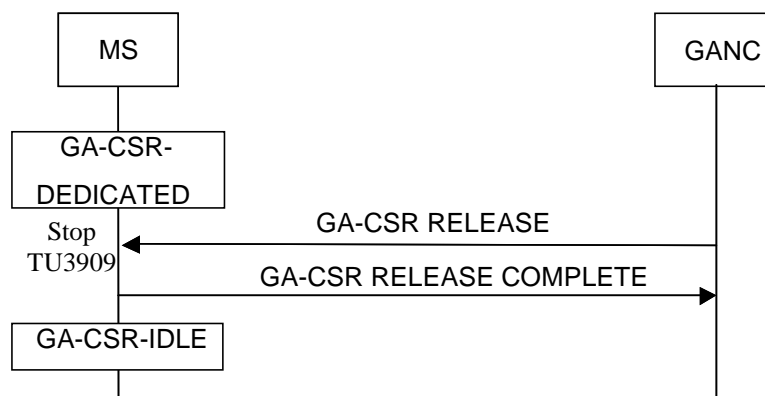 MS
GANC
GA-CSR-
DEDICATED
GA-CSR RELEASE
Stop
TU3909
GA-CSR RELEASE COMPLETE
GA-CSR-IDLE